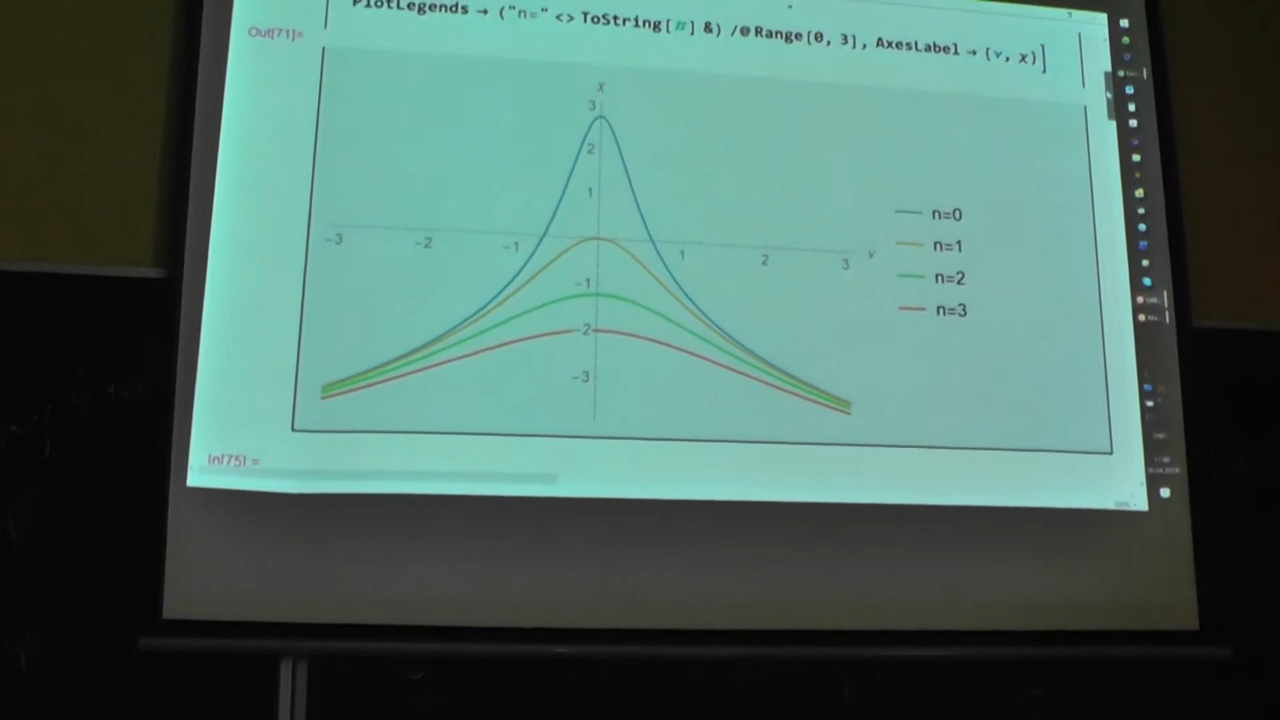 PlotLegends → ("n=" <> ToString[#] &) /@ Range[0, 3], AxesLabel → {v, χ}]
Out[71]=
χ
3
2
1
-3 -2 -1 1 2 3 v
-1
-2
-3
n=0
n=1
n=2
n=3
In[75]:=